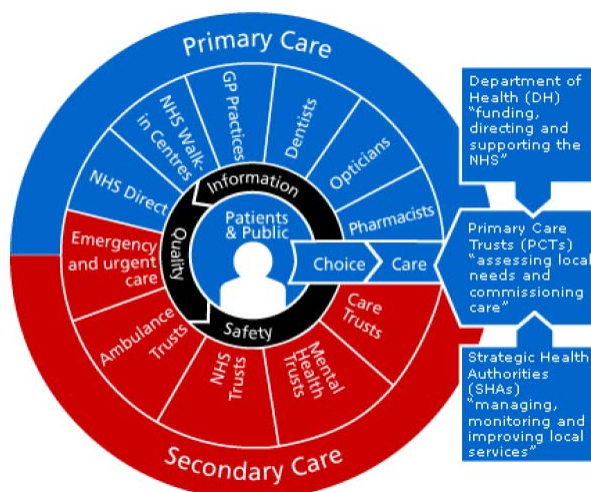 Primary Care
NHS Direct
NHS Walk-
in Centres
GP Practices
Dentists
Opticians
Pharmacists
Information
Quality
Safety
Patients
& Public
Choice
Care
Emergency
and urgent
care
Ambulance
Trusts
NHS
Trusts
Mental
Health
Trusts
Care
Trusts
Secondary Care
Department of
Health (DH)
“funding,
directing and
supporting the
NHS”
Primary Care
Trusts (PCTs)
“assessing local
needs and
commissioning
care”
Strategic Health
Authorities
(SHAs)
“managing,
monitoring and
improving local
services”